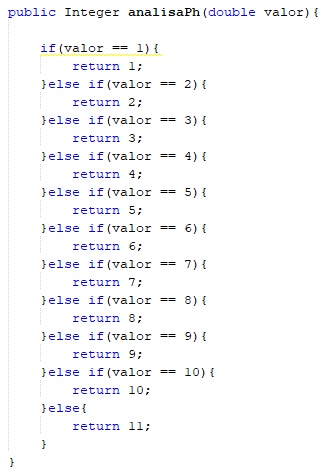 public Integer analisaPh(double valor){
if(valor == 1){
return 1;
}else if(valor == 2){
return 2;
}else if(valor == 3){
return 3;
}else if(valor == 4){
return 4;
}else if(valor == 5){
return 5;
}else if(valor == 6){
return 6;
}else if(valor == 7){
return 7;
}else if(valor == 8){
return 8;
}else if(valor == 9){
return 9;
}else if(valor == 10){
return 10;
}else{
return 11;
}
}